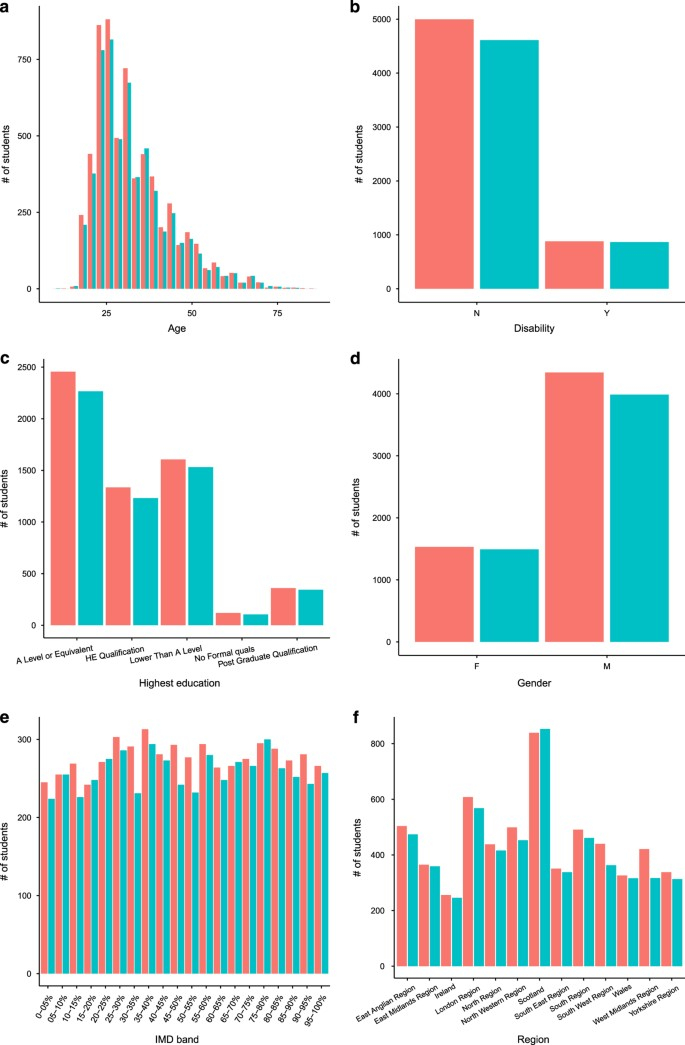 a
# of students
750
500
250
0
25
50
75
Age
b
# of students
5000
4000
3000
2000
1000
0
N
Y
Disability
c
# of students
2500
2000
1500
1000
500
0
A Level or Equivalent
HE Qualification
Lower Than A Level
No Formal quals
Post Graduate Qualification
Highest education
d
# of students
4000
3000
2000
1000
0
F
M
Gender
e
# of students
300
200
100
0
0–05%
05–10%
10–15%
15–20%
20–25%
25–30%
30–35%
35–40%
40–45%
45–50%
50–55%
55–60%
60–65%
65–70%
70–75%
75–80%
80–85%
85–90%
90–95%
95–100%
IMD band
f
# of students
800
600
400
200
0
East Anglian Region
East Midlands Region
Ireland
London Region
North Region
North Western Region
Scotland
South East Region
South Region
South West Region
Wales
West Midlands Region
Yorkshire Region
Region